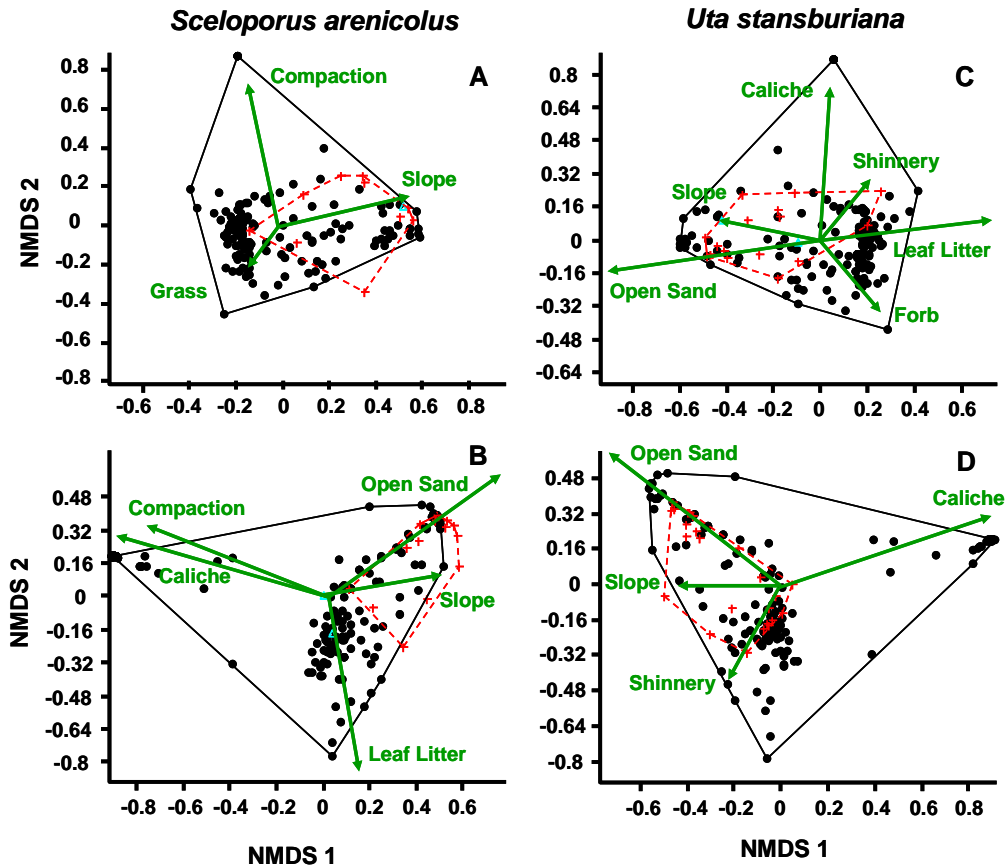 Sceloporus arenicolus
Uta stansburiana
A
Compaction
Slope
Grass
NMDS 2
0.8
0.6
0.4
0.2
0
-0.2
-0.4
-0.6
-0.8
-0.6 -0.4 -0.2 0 0.2 0.4 0.6 0.8
C
Caliche
Shinnery
Slope
Leaf Litter
Open Sand
Forb
0.8
0.64
0.48
0.32
0.16
0
-0.16
-0.32
-0.48
-0.64
-0.8 -0.6 -0.4 -0.2 0 0.2 0.4 0.6
B
Open Sand
Compaction
Caliche
Slope
Leaf Litter
NMDS 2
0.48
0.32
0.16
0
-0.16
-0.32
-0.48
-0.64
-0.8
-0.8 -0.6 -0.4 -0.2 0 0.2 0.4 0.6
NMDS 1
D
Open Sand
Caliche
Slope
Shinnery
0.48
0.32
0.16
0
-0.16
-0.32
-0.48
-0.64
-0.8
-0.6 -0.4 -0.2 0 0.2 0.4 0.6 0.8
NMDS 1